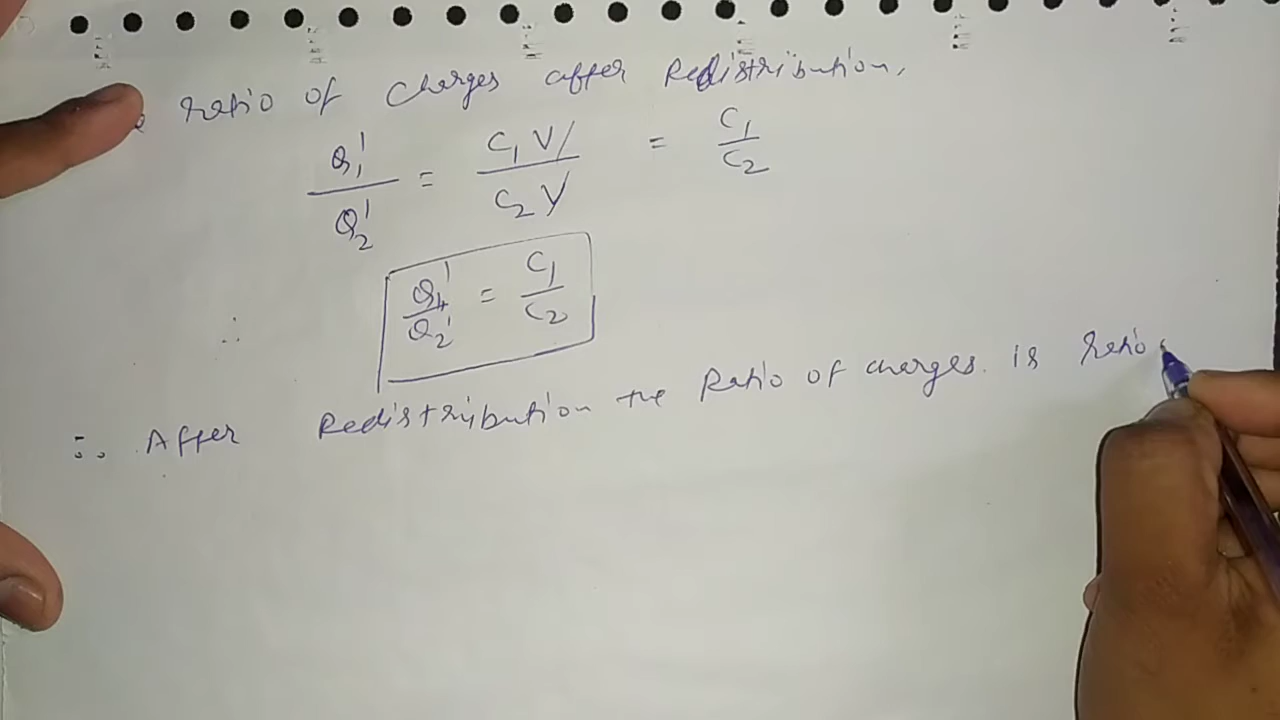 Ratio of charges after Redistribution,
Q₁' / Q₂' = C₁ V / C₂ V = C₁ / C₂
∴ Q₁' / Q₂' = C₁ / C₂
∴ After Redistribution the Ratio of charges. is Ratio